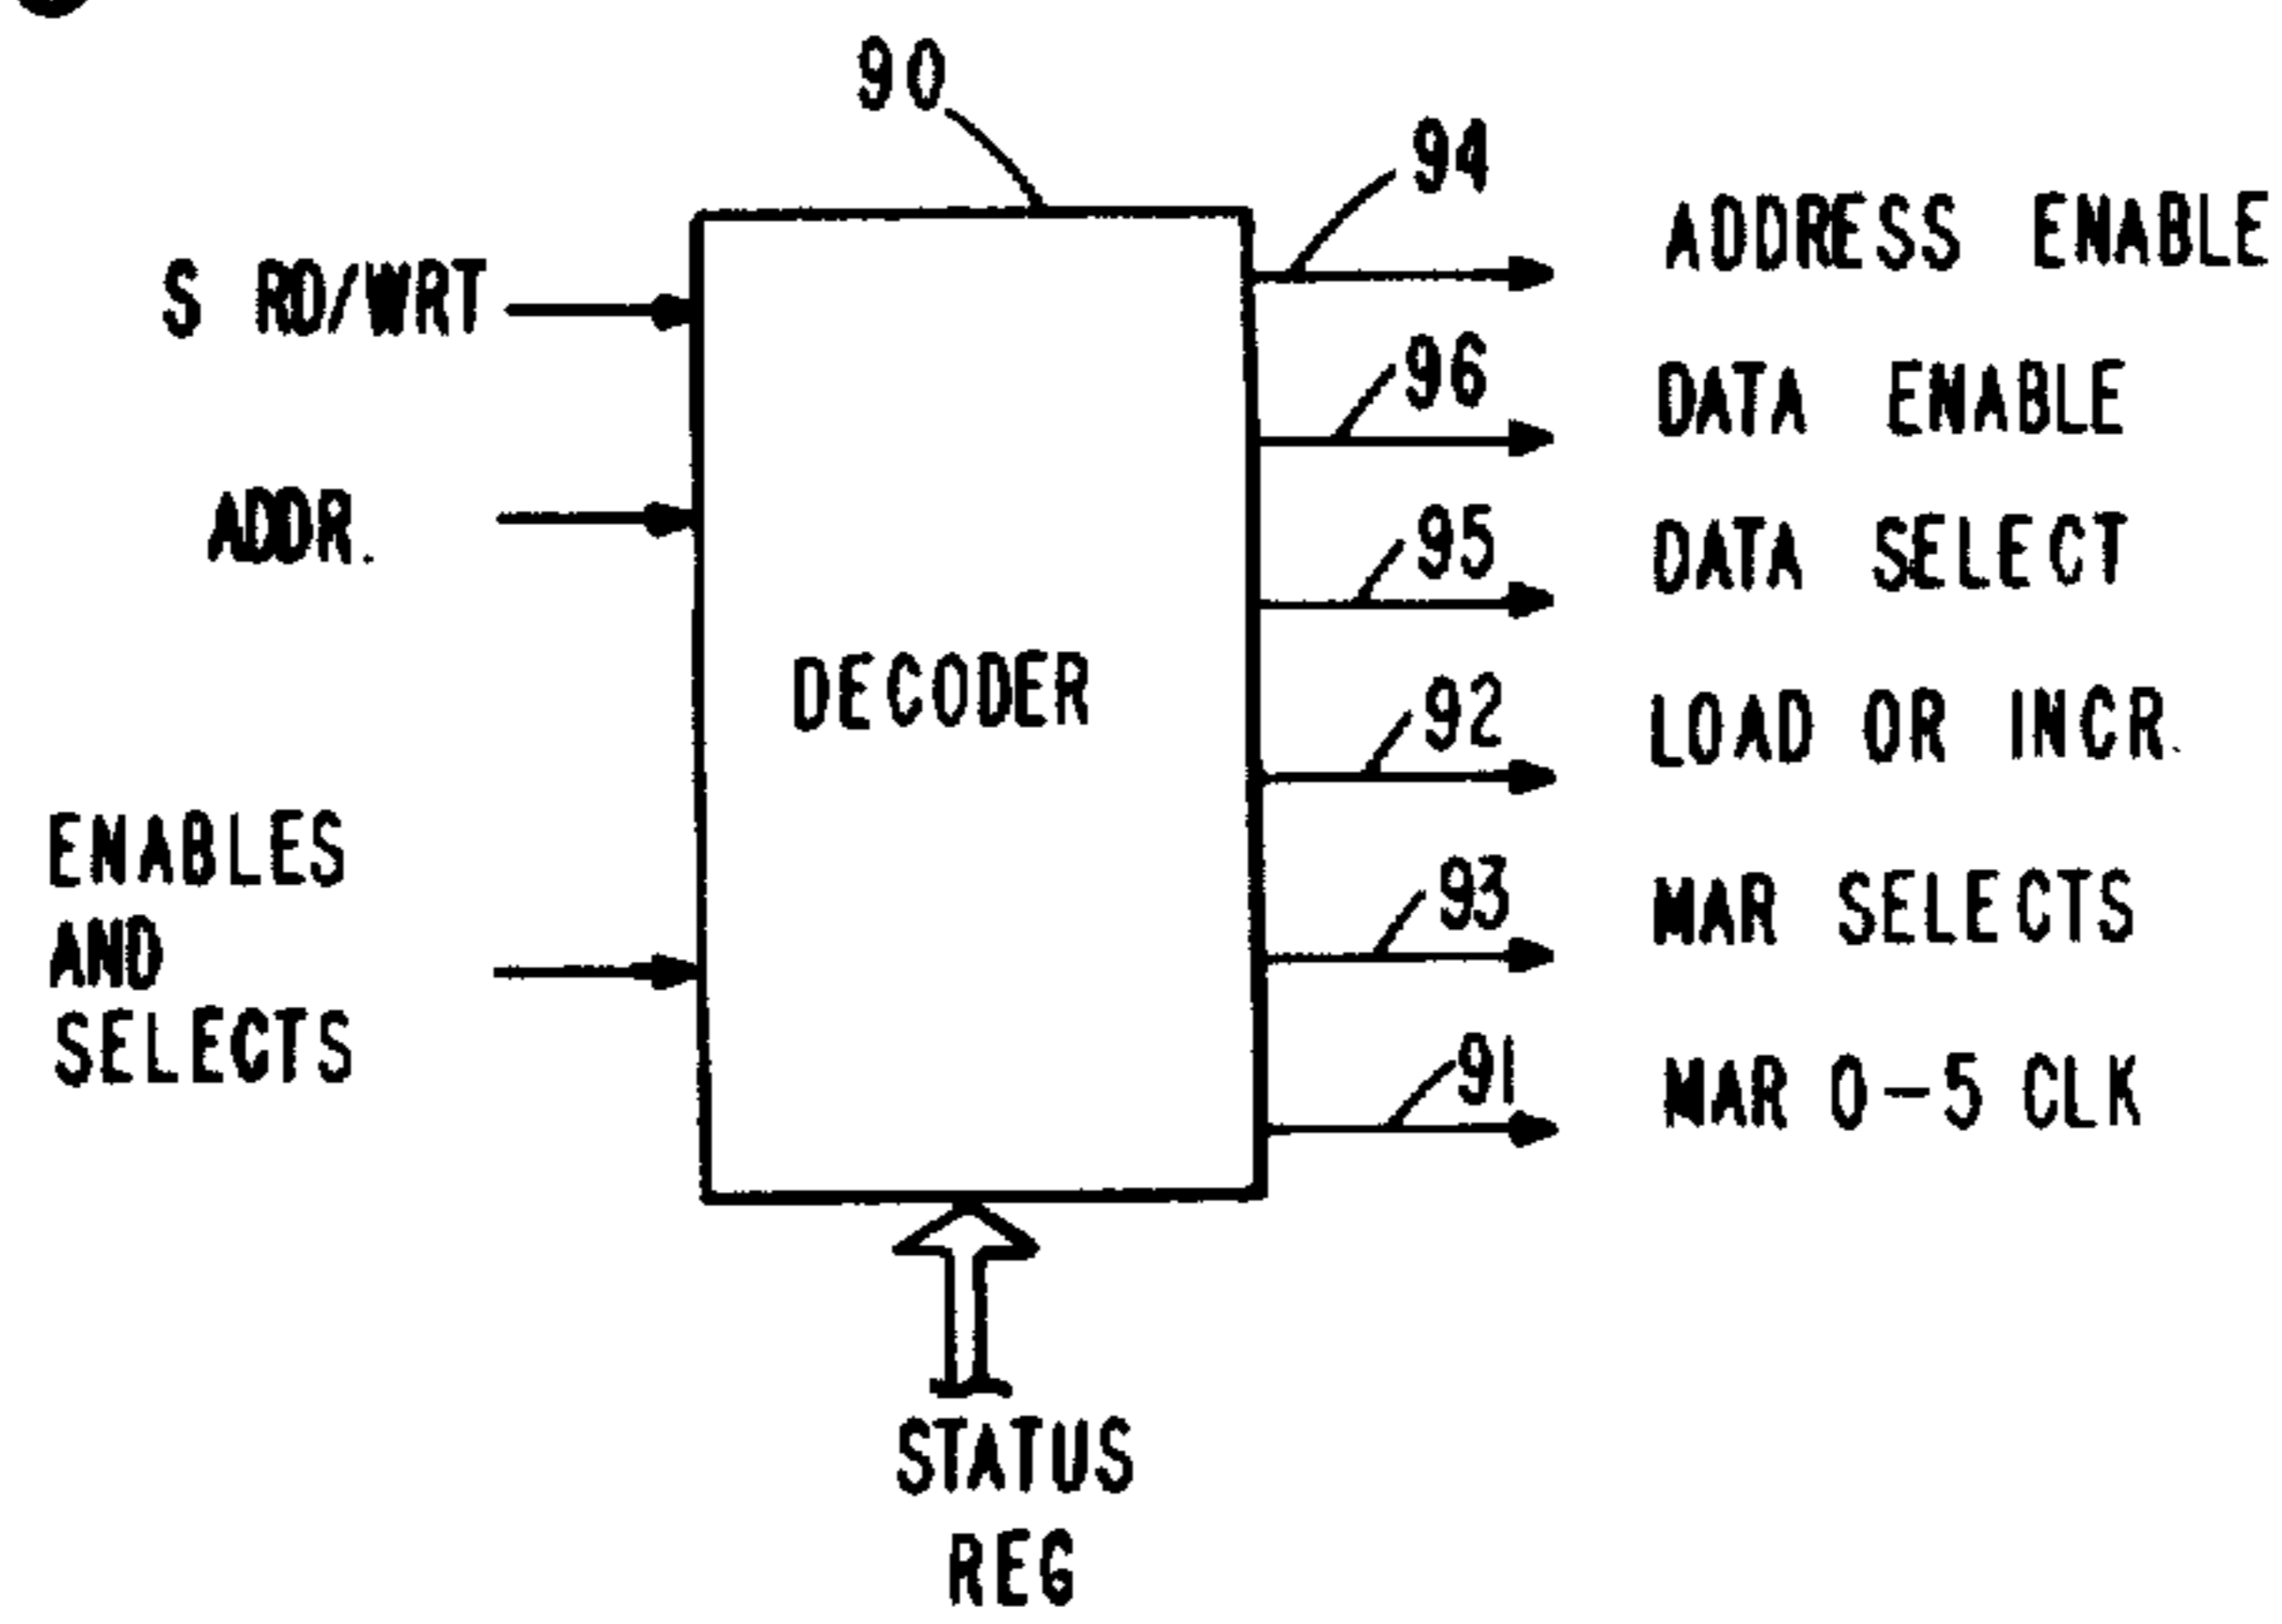 90
94
ADDRESS ENABLE
S RD/WRT
96
DATA ENABLE
ADDR.
95
DATA SELECT
DECODER
92
LOAD OR INCR.
ENABLES
AND
SELECTS
93
MAR SELECTS
91
MAR 0-5 CLK
STATUS
REG